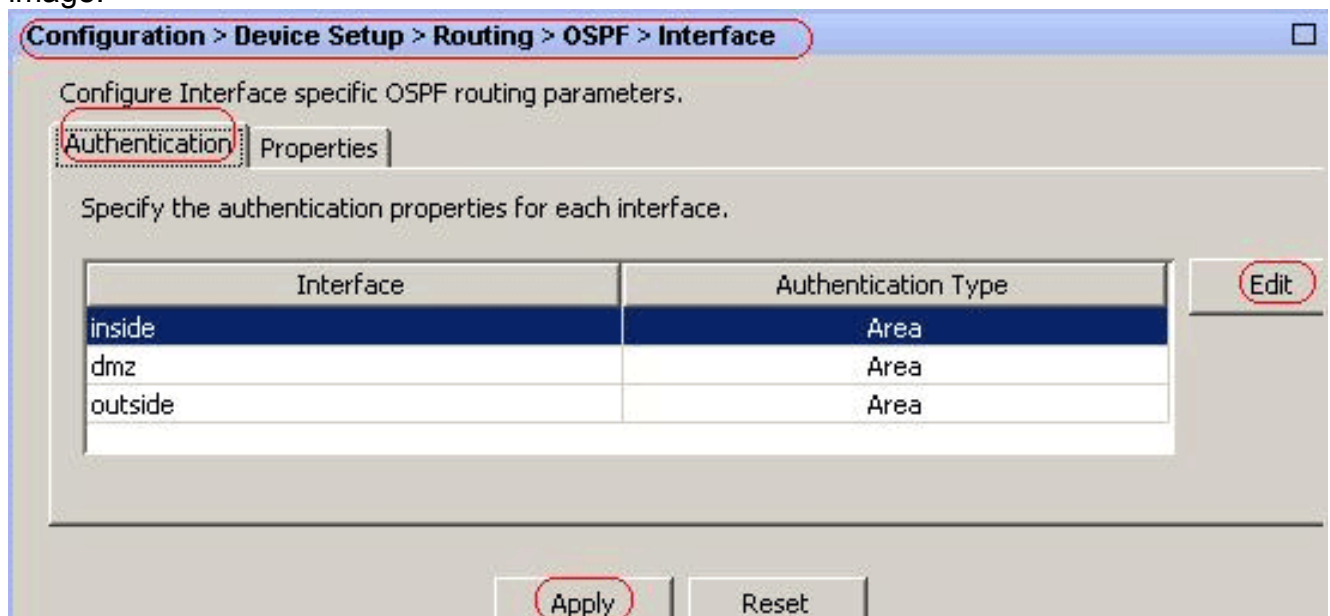 image.
Configuration > Device Setup > Routing > OSPF > Interface
Configure Interface specific OSPF routing parameters.
Authentication Properties
Specify the authentication properties for each interface.
Interface Authentication Type Edit
inside Area
dmz Area
outside Area
Apply Reset